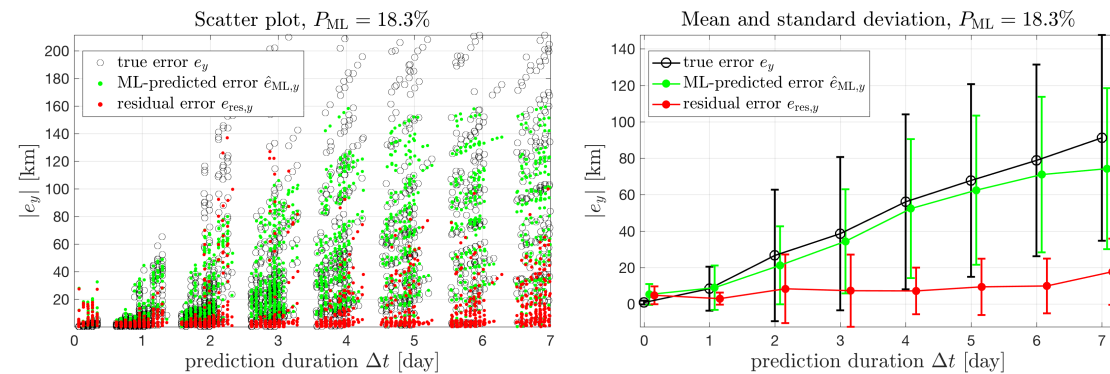 Scatter plot, P_ML = 18.3%
200
180
160
140
120
100
80
60
40
20
|e_y| [km]
true error e_y
ML-predicted error ê_ML,y
residual error e_res,y
0 1 2 3 4 5 6 7
prediction duration Δt [day]
Mean and standard deviation, P_ML = 18.3%
140
120
100
80
60
40
20
0
|e_y| [km]
true error e_y
ML-predicted error ê_ML,y
residual error e_res,y
0 1 2 3 4 5 6 7
prediction duration Δt [day]